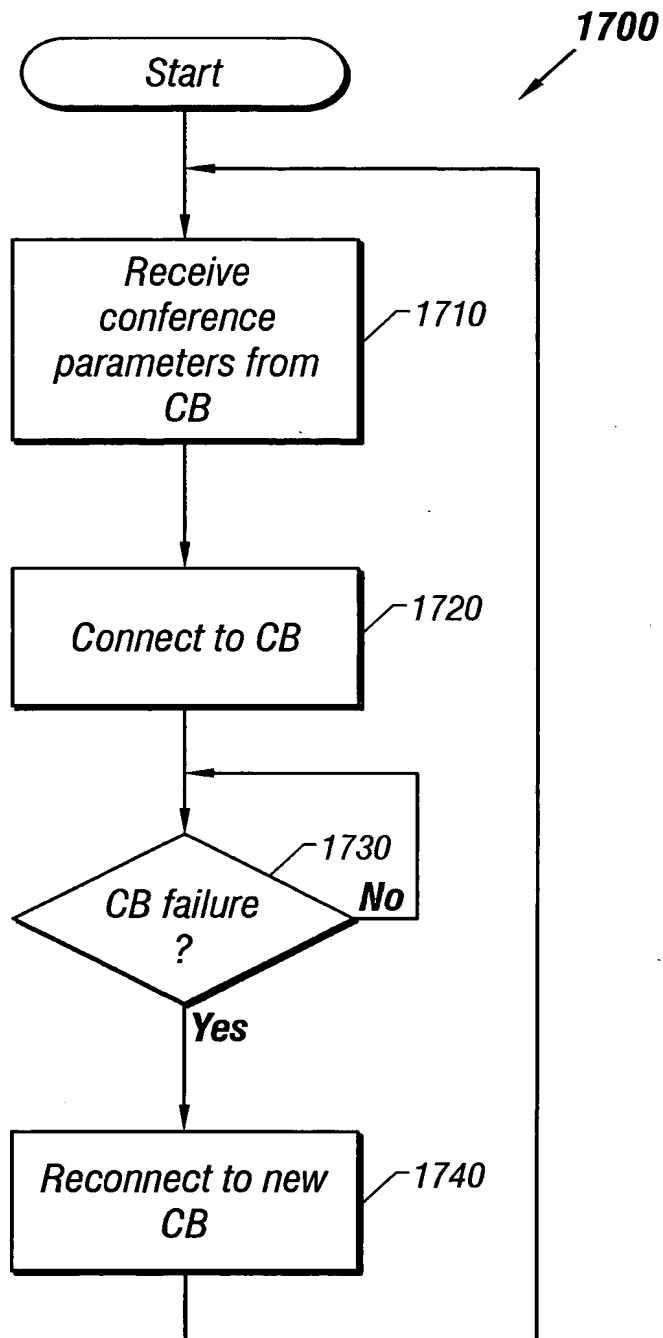 1700
Start
Receive
conference
parameters from
CB
1710
Connect to CB
1720
1730
CB failure
?
No
Yes
Reconnect to new
CB
1740